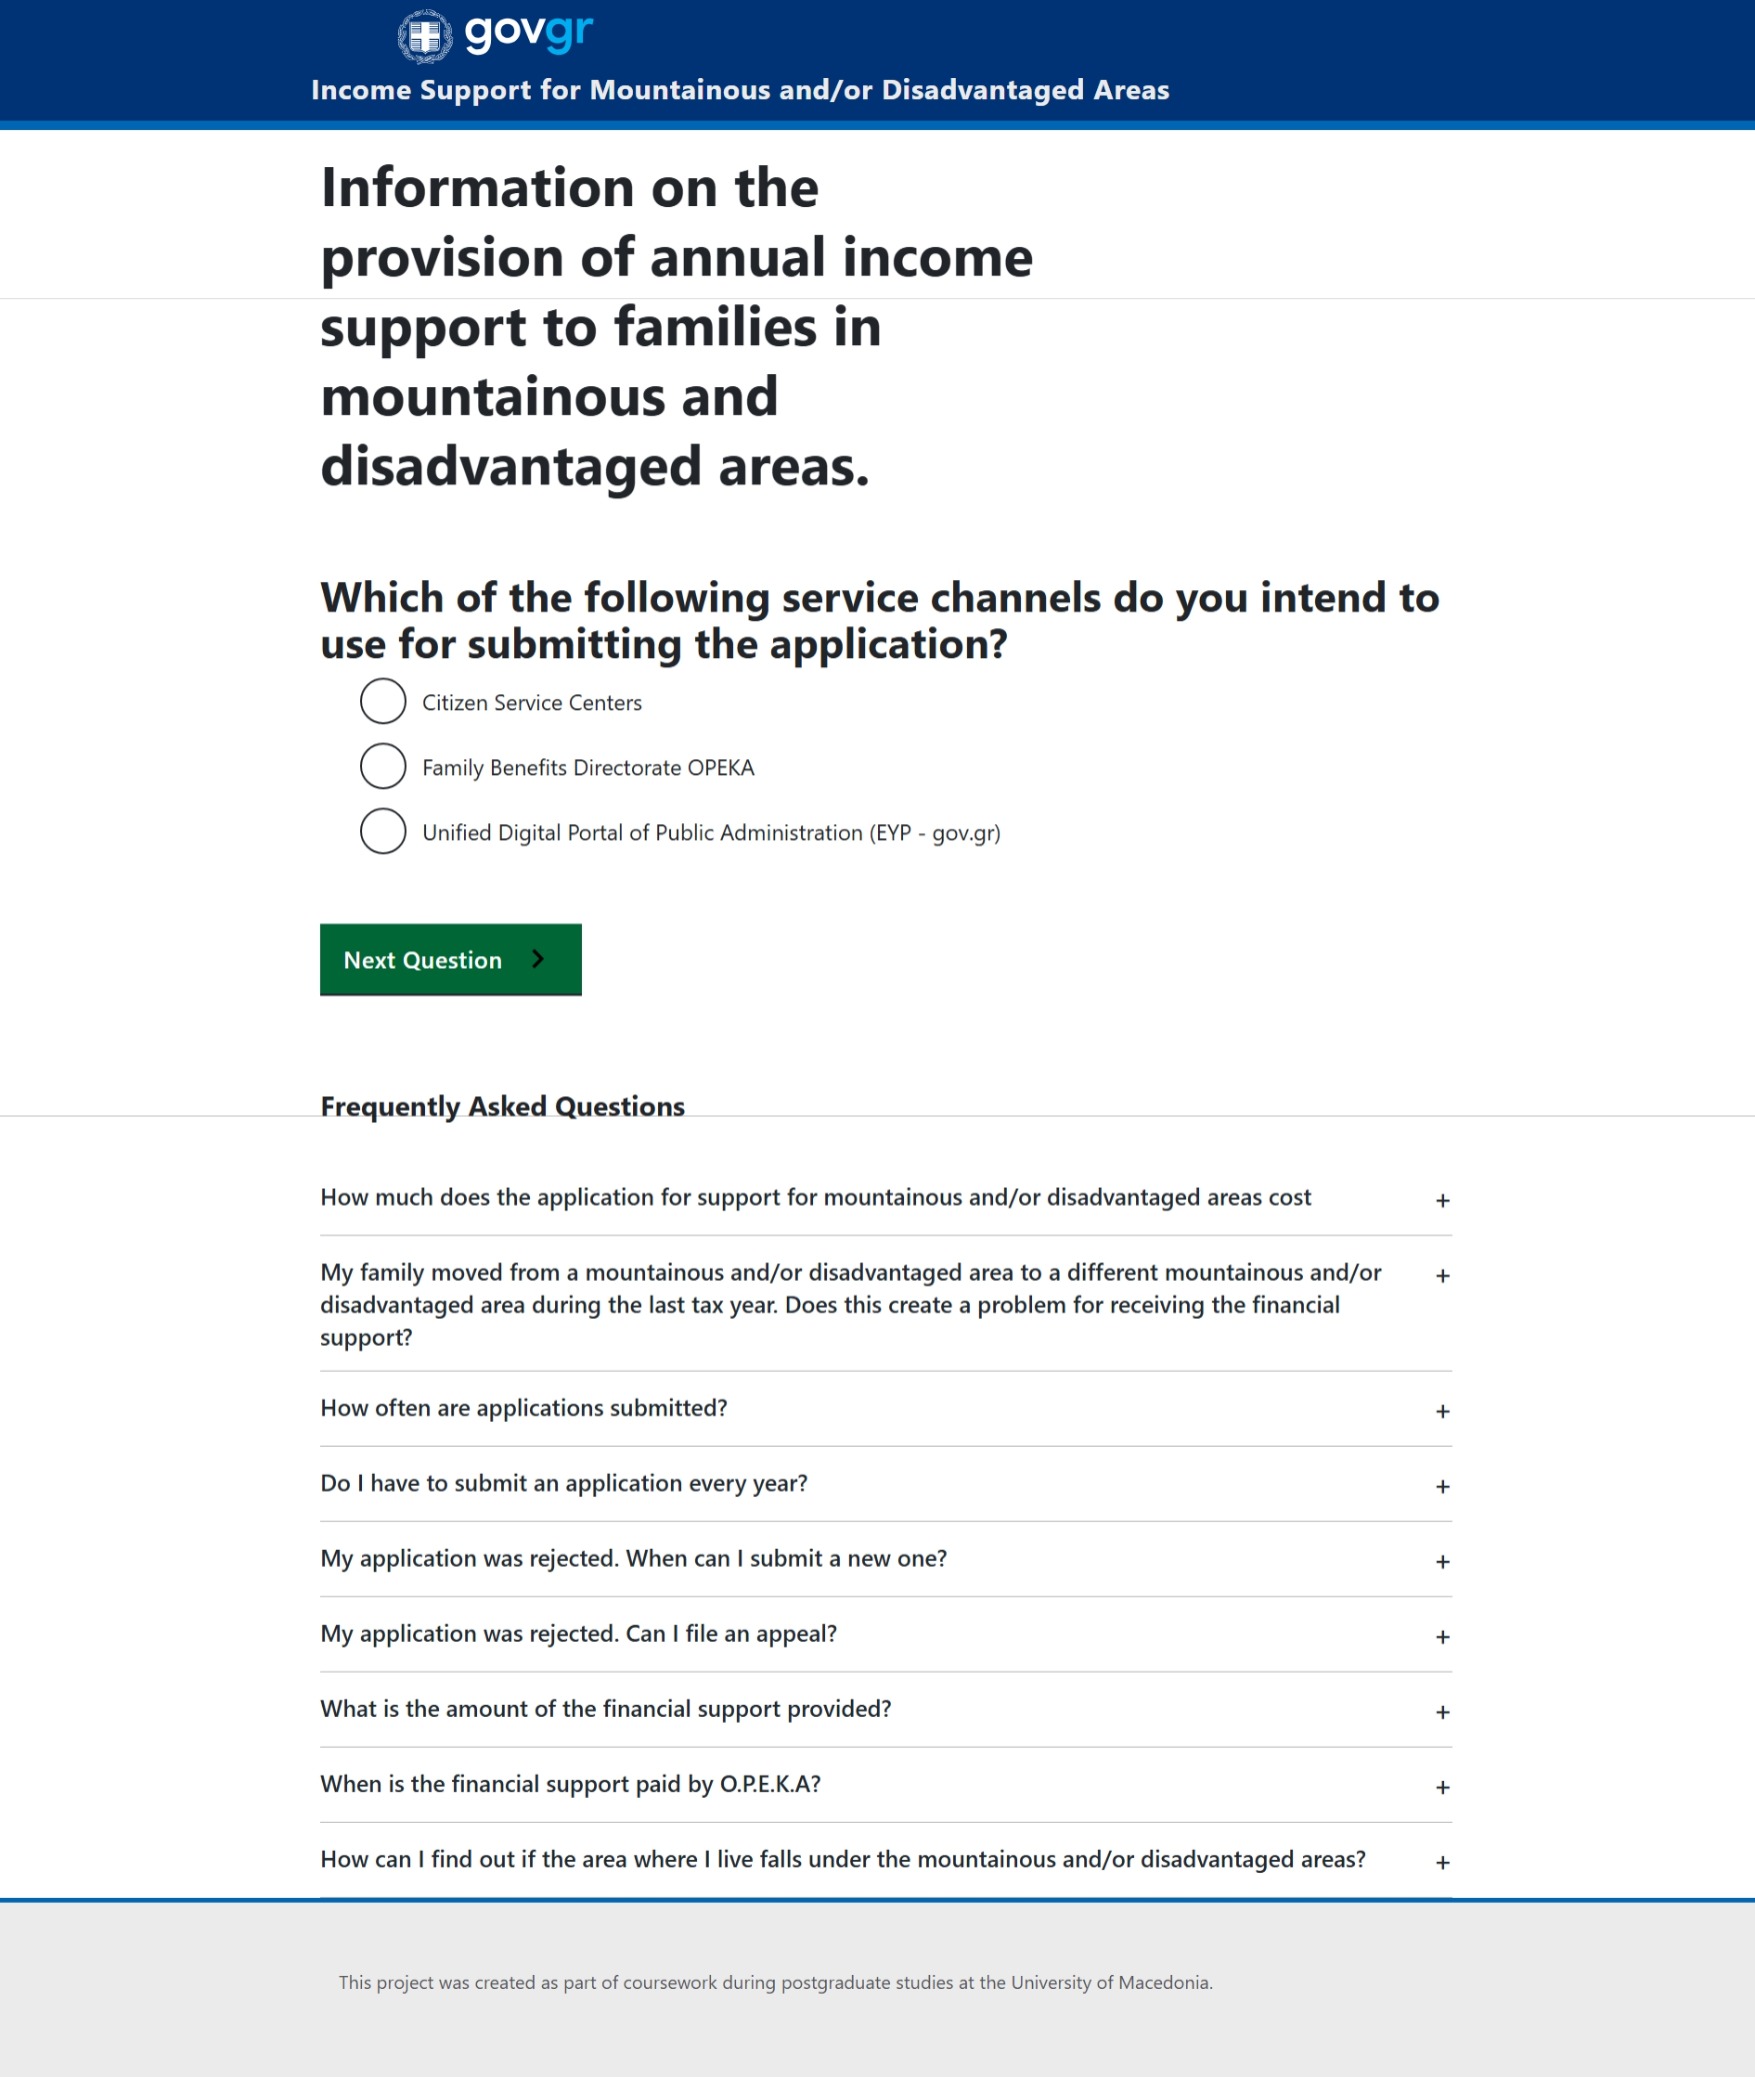 govgr
Income Support for Mountainous and/or Disadvantaged Areas
Information on the
provision of annual income
support to families in
mountainous and
disadvantaged areas.
Which of the following service channels do you intend to
use for submitting the application?
Citizen Service Centers
Family Benefits Directorate OPEKA
Unified Digital Portal of Public Administration (EYP - gov.gr)
Next Question
Frequently Asked Questions
How much does the application for support for mountainous and/or disadvantaged areas cost +
My family moved from a mountainous and/or disadvantaged area to a different mountainous and/or +
disadvantaged area during the last tax year. Does this create a problem for receiving the financial
support?
How often are applications submitted? +
Do I have to submit an application every year? +
My application was rejected. When can I submit a new one? +
My application was rejected. Can I file an appeal? +
What is the amount of the financial support provided? +
When is the financial support paid by O.P.E.K.A? +
How can I find out if the area where I live falls under the mountainous and/or disadvantaged areas? +
This project was created as part of coursework during postgraduate studies at the University of Macedonia.